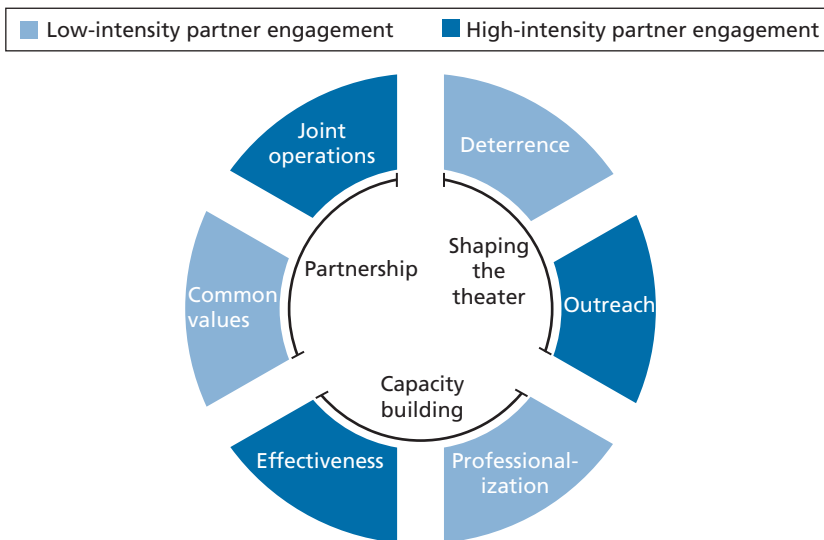 Low-intensity partner engagement
High-intensity partner engagement
Joint
operations
Deterrence
Partnership
Shaping
the
theater
Common
values
Outreach
Capacity
building
Effectiveness
Professional-
ization